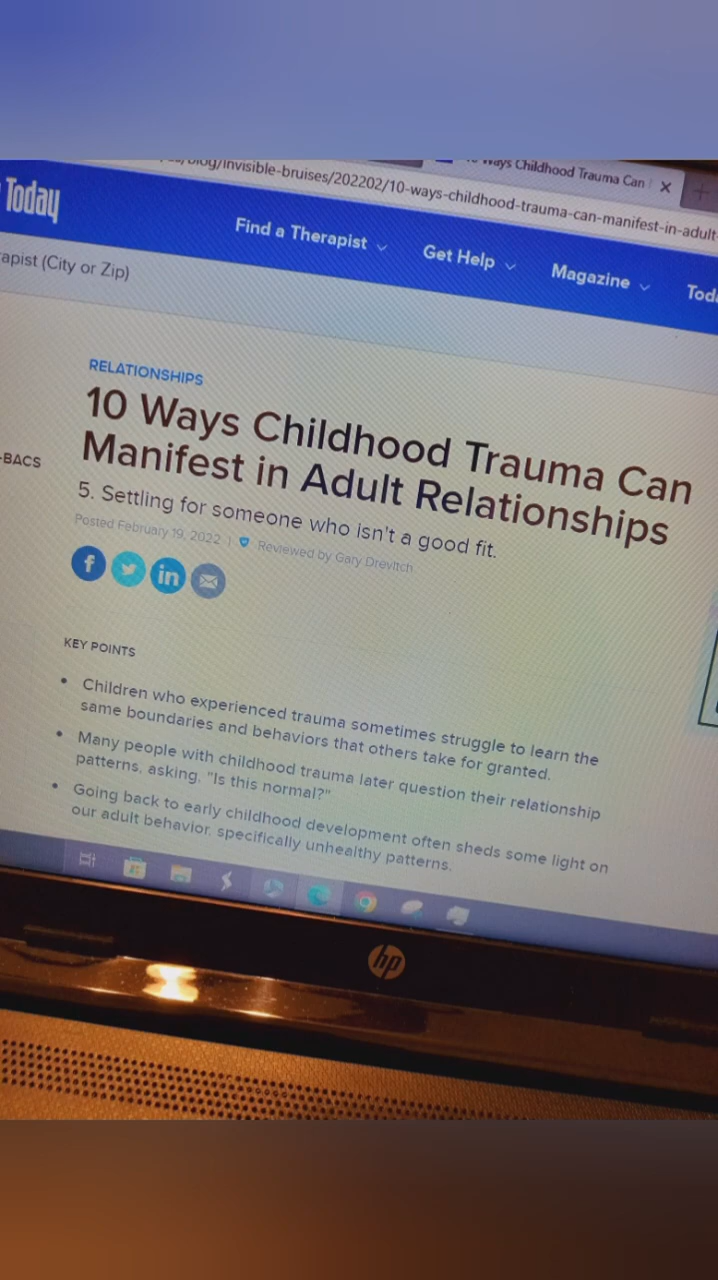 10 Ways Childhood Trauma Can
/blog/invisible-bruises/202202/10-ways-childhood-trauma-can-manifest-in-adult-
Today
Find a Therapist
Get Help
Magazine
Toda
apist (City or Zip)
RELATIONSHIPS
10 Ways Childhood Trauma Can
Manifest in Adult Relationships
-BACS
5. Settling for someone who isn't a good fit.
Posted February 19, 2022 | Reviewed by Gary Drevitch
f
in
KEY POINTS
• Children who experienced trauma sometimes struggle to learn the
same boundaries and behaviors that others take for granted.
• Many people with childhood trauma later question their relationship
patterns, asking, "Is this normal?"
• Going back to early childhood development often sheds some light on
our adult behavior, specifically unhealthy patterns.
hp